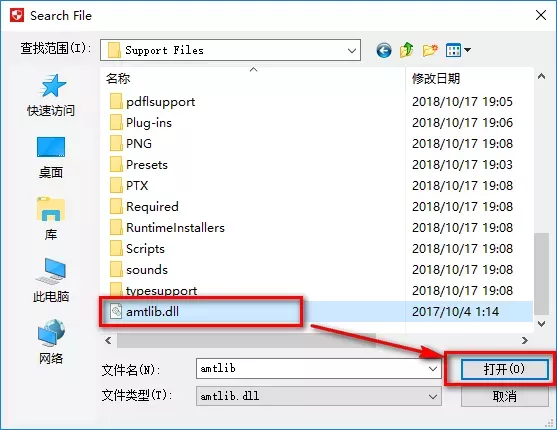 Search File
查找范围(I): Support Files
名称 修改日期
pdflsupport 2018/10/17 19:05
Plug-ins 2018/10/17 19:06
PNG 2018/10/17 19:08
Presets 2018/10/17 19:03
PTX 2018/10/17 19:08
Required 2018/10/17 19:08
RuntimeInstallers 2018/10/17 19:08
Scripts 2018/10/17 19:08
sounds 2018/10/17 19:08
typesupport 2018/10/17 19:08
amtlib.dll 2017/10/4 1:14
快速访问
桌面
库
此电脑
网络
文件名(N): amtlib 打开(O)
文件类型(T): amtlib.dll 取消